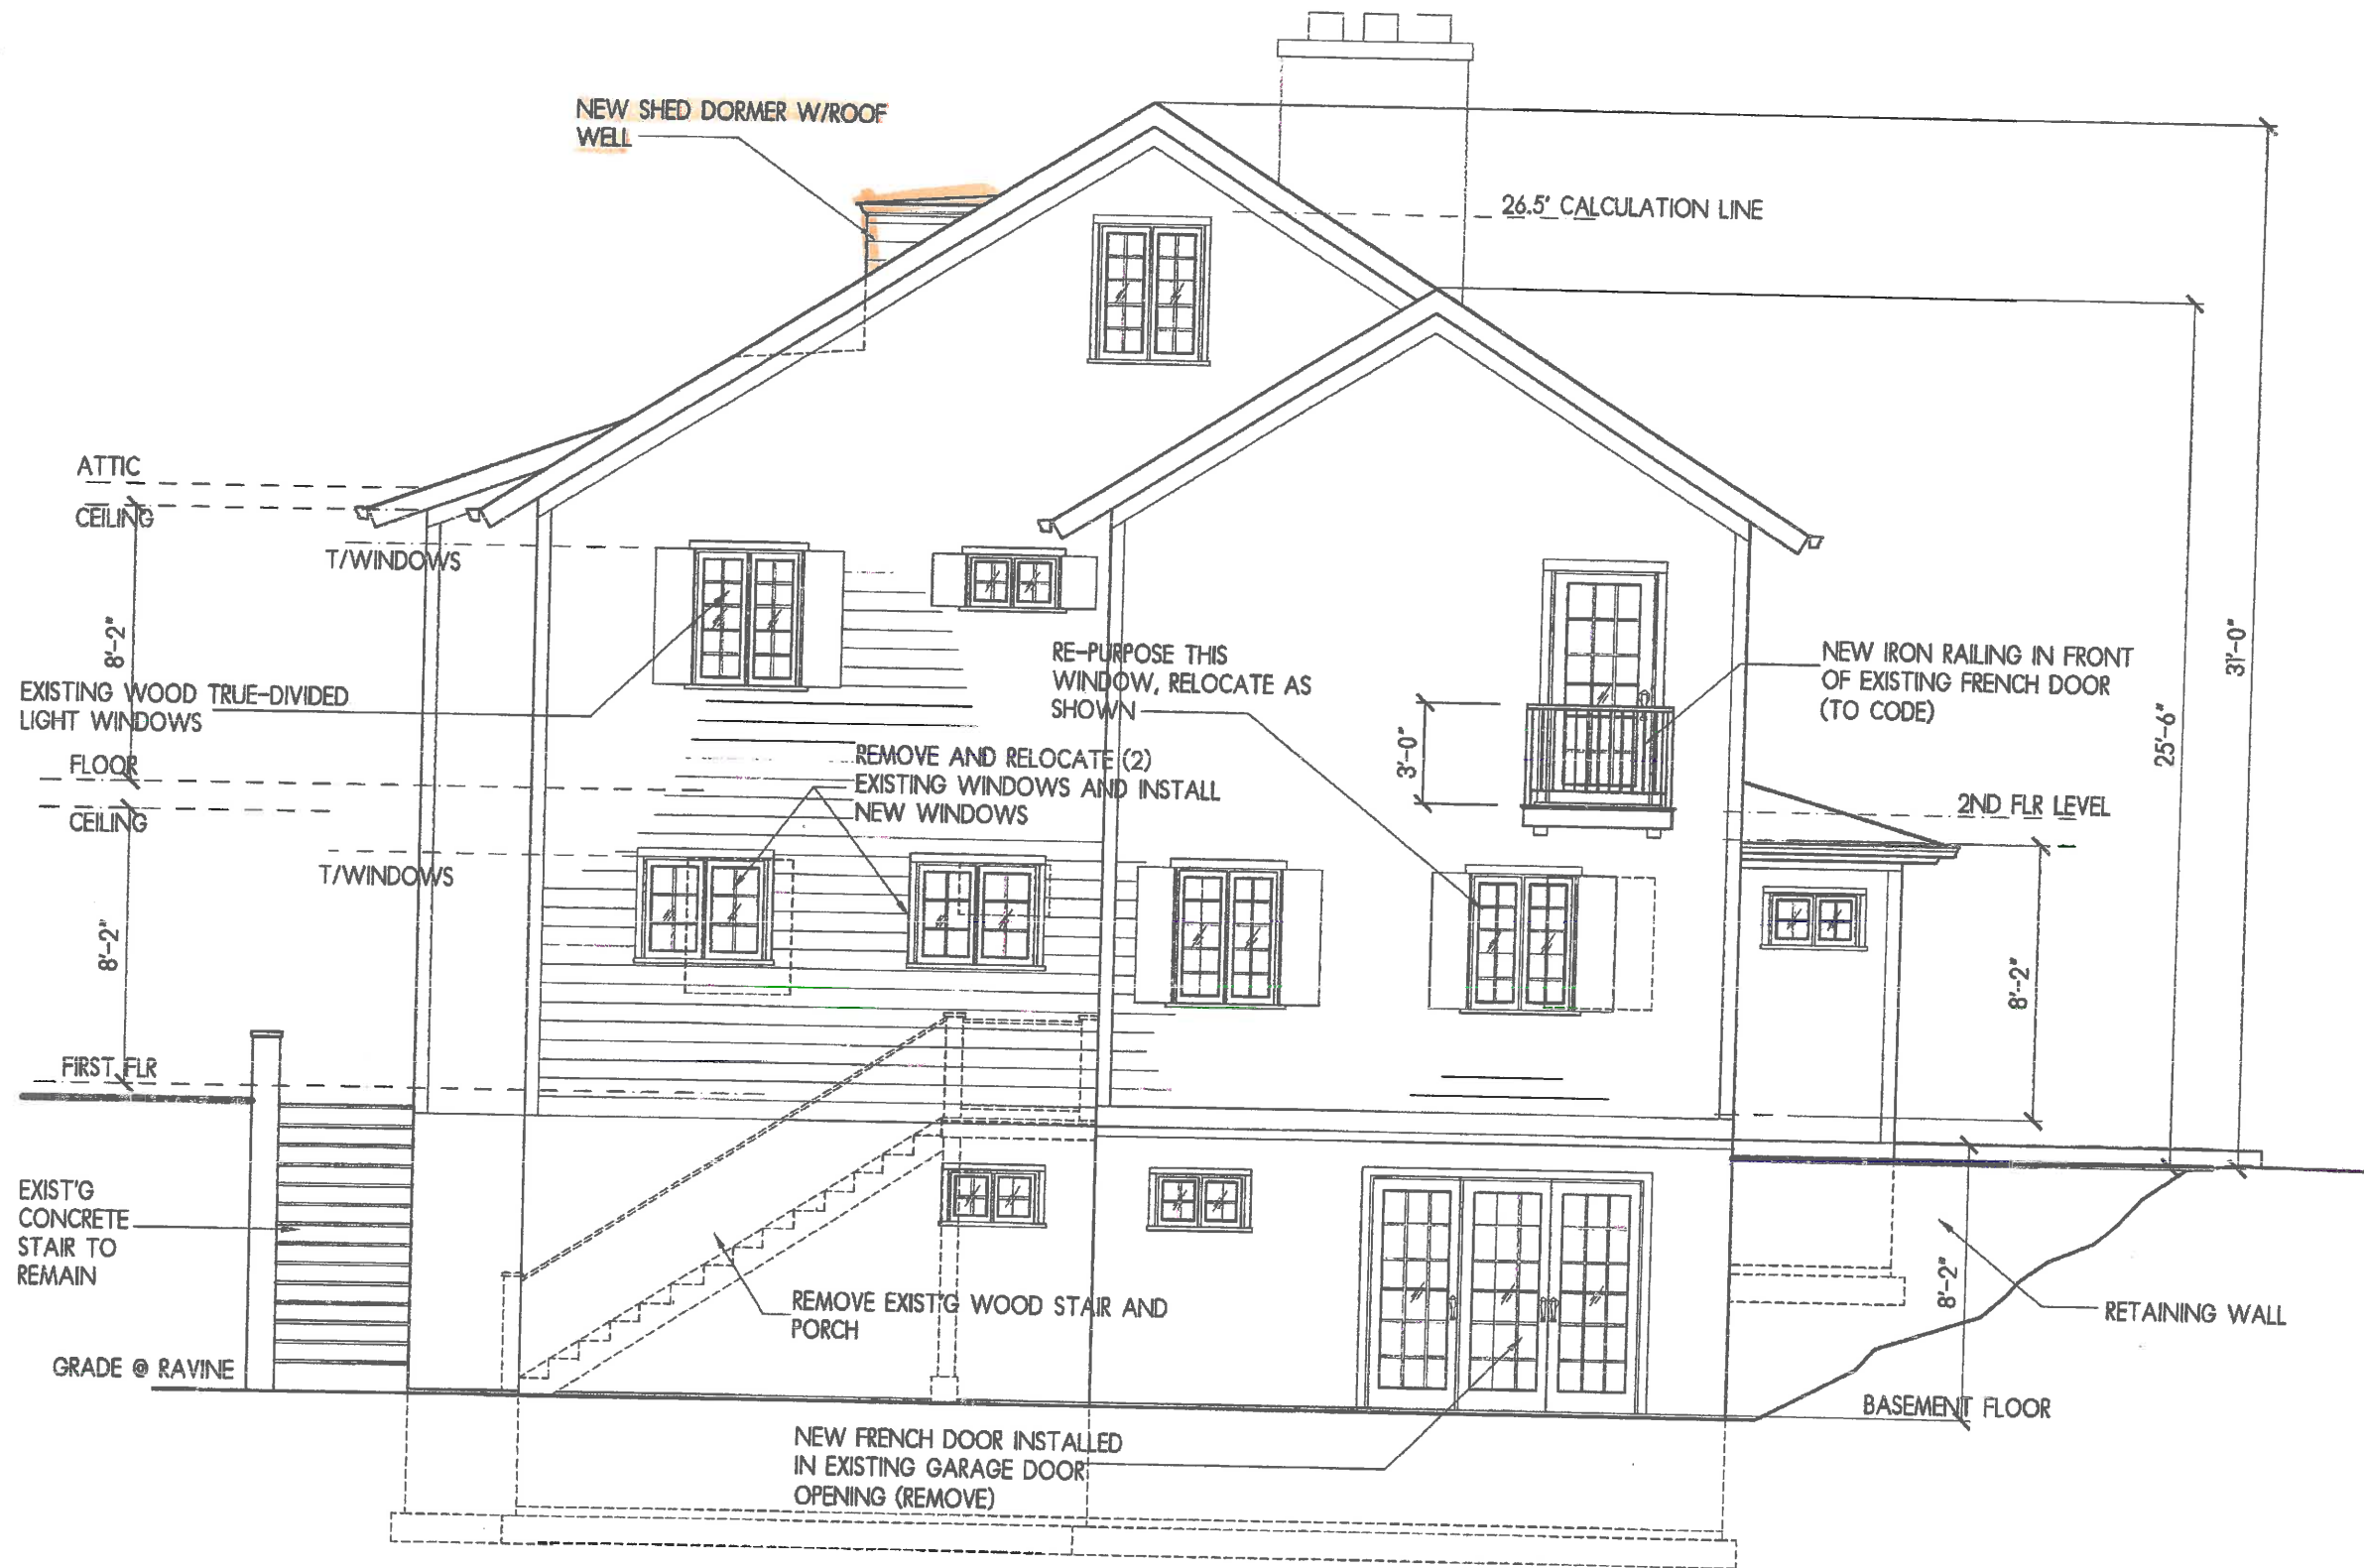 NEW SHED DORMER W/ROOF
WELL
26.5' CALCULATION LINE
ATTIC
CEILING
T/WINDOWS
8'-2"
EXISTING WOOD TRUE-DIVIDED
LIGHT WINDOWS
RE-PURPOSE THIS
WINDOW, RELOCATE AS
SHOWN
NEW IRON RAILING IN FRONT
OF EXISTING FRENCH DOOR
(TO CODE)
31'-0"
25'-6"
3'-0"
FLOOR
CEILING
REMOVE AND RELOCATE (2)
EXISTING WINDOWS AND INSTALL
NEW WINDOWS
2ND FLR LEVEL
T/WINDOWS
8'-2"
8'-2"
FIRST FLR
EXIST'G
CONCRETE
STAIR TO
REMAIN
REMOVE EXIST'G WOOD STAIR AND
PORCH
8'-2"
RETAINING WALL
GRADE @ RAVINE
BASEMENT FLOOR
NEW FRENCH DOOR INSTALLED
IN EXISTING GARAGE DOOR
OPENING (REMOVE)